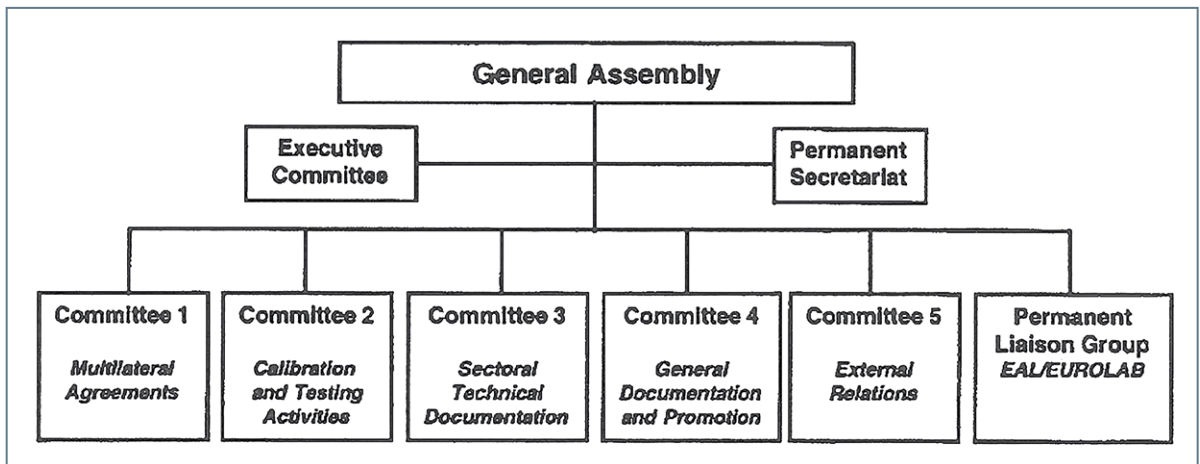 General Assembly
Executive
Committee
Permanent
Secretariat
Committee 1
Multilateral
Agreements
Committee 2
Calibration
and Testing
Activities
Committee 3
Sectoral
Technical
Documentation
Committee 4
General
Documentation
and Promotion
Committee 5
External
Relations
Permanent
Liaison Group
EAL/EUROLAB